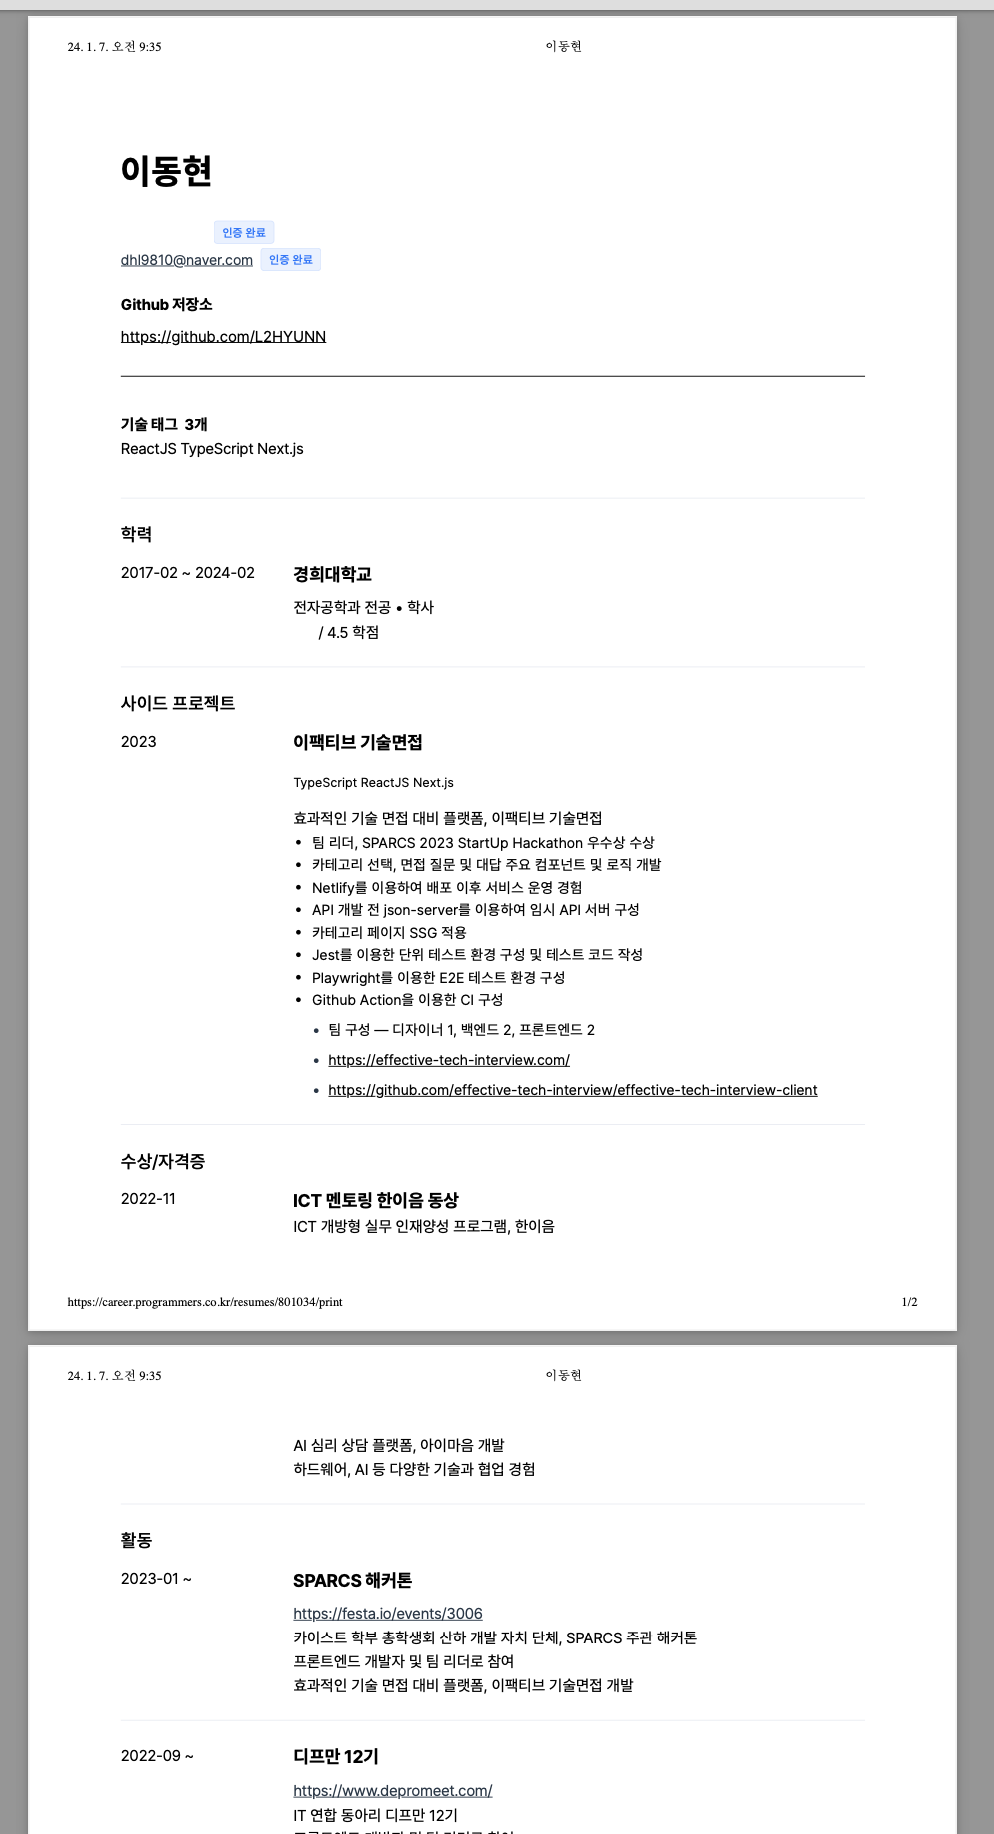 24. 1. 7. 오전 9:35
이동현
이동현
인증 완료
dhl9810@naver.com 인증 완료
Github 저장소
https://github.com/L2HYUNN
기술 태그 3개
ReactJS TypeScript Next.js
학력
2017-02 ~ 2024-02
경희대학교
전자공학과 전공 • 학사
/ 4.5 학점
사이드 프로젝트
2023
이팩티브 기술면접
TypeScript ReactJS Next.js
효과적인 기술 면접 대비 플랫폼, 이팩티브 기술면접
• 팀 리더, SPARCS 2023 StartUp Hackathon 우수상 수상
• 카테고리 선택, 면접 질문 및 대답 주요 컴포넌트 및 로직 개발
• Netlify를 이용하여 배포 이후 서비스 운영 경험
• API 개발 전 json-server를 이용하여 임시 API 서버 구성
• 카테고리 페이지 SSG 적용
• Jest를 이용한 단위 테스트 환경 구성 및 테스트 코드 작성
• Playwright를 이용한 E2E 테스트 환경 구성
• Github Action을 이용한 CI 구성
• 팀 구성 — 디자이너 1, 백엔드 2, 프론트엔드 2
• https://effective-tech-interview.com/
• https://github.com/effective-tech-interview/effective-tech-interview-client
수상/자격증
2022-11
ICT 멘토링 한이음 동상
ICT 개방형 실무 인재양성 프로그램, 한이음
https://career.programmers.co.kr/resumes/801034/print
1/2
24. 1. 7. 오전 9:35
이동현
AI 심리 상담 플랫폼, 아이마음 개발
하드웨어, AI 등 다양한 기술과 협업 경험
활동
2023-01 ~
SPARCS 해커톤
https://festa.io/events/3006
카이스드 학부 총학생회 산하 개발 자치 단체, SPARCS 주관 해커톤
프론트엔드 개발자 및 팀 리더로 참여
효과적인 기술 면접 대비 플랫폼, 이팩티브 기술면접 개발
2022-09 ~
디프만 12기
https://www.depromeet.com/
IT 연합 동아리 디프만 12기